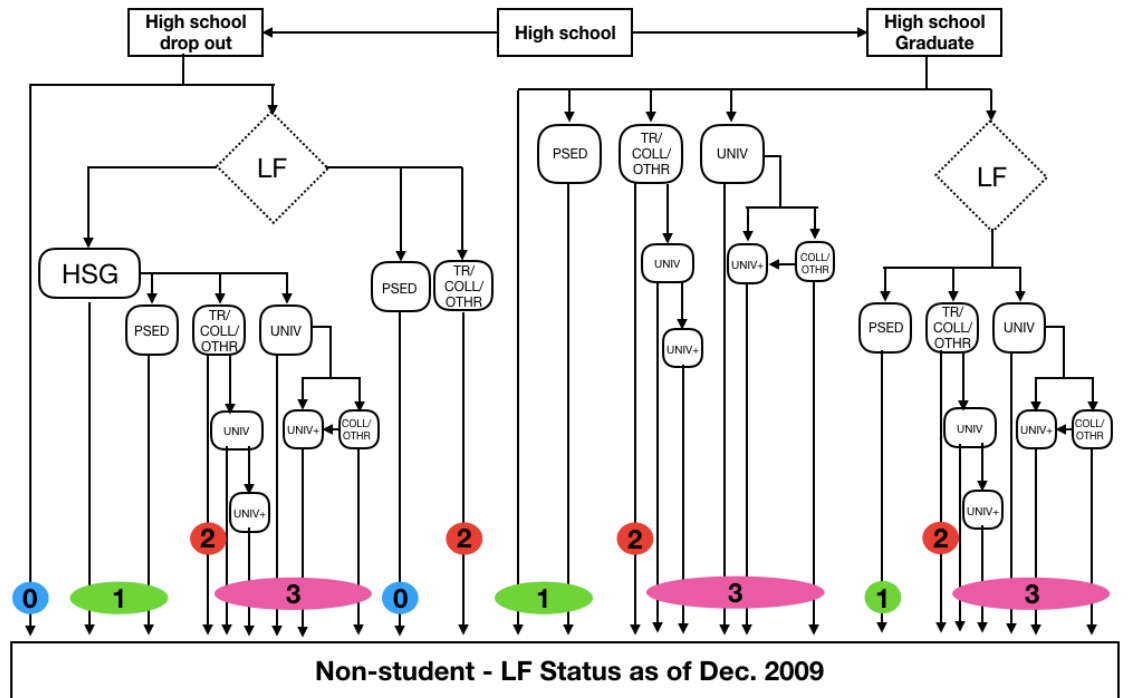 High school
drop out
High school
High school
Graduate
LF
PSED
TR/
COLL/
OTHR
UNIV
LF
HSG
PSED
TR/
COLL/
OTHR
UNIV
UNIV+
COLL/
OTHR
PSED
TR/
COLL/
OTHR
UNIV
PSED
TR/
COLL/
OTHR
UNIV
UNIV+
UNIV
UNIV+
COLL/
OTHR
UNIV
UNIV+
COLL/
OTHR
UNIV+
UNIV+
2
2
2
2
0
1
3
0
1
3
1
3
Non-student - LF Status as of Dec. 2009